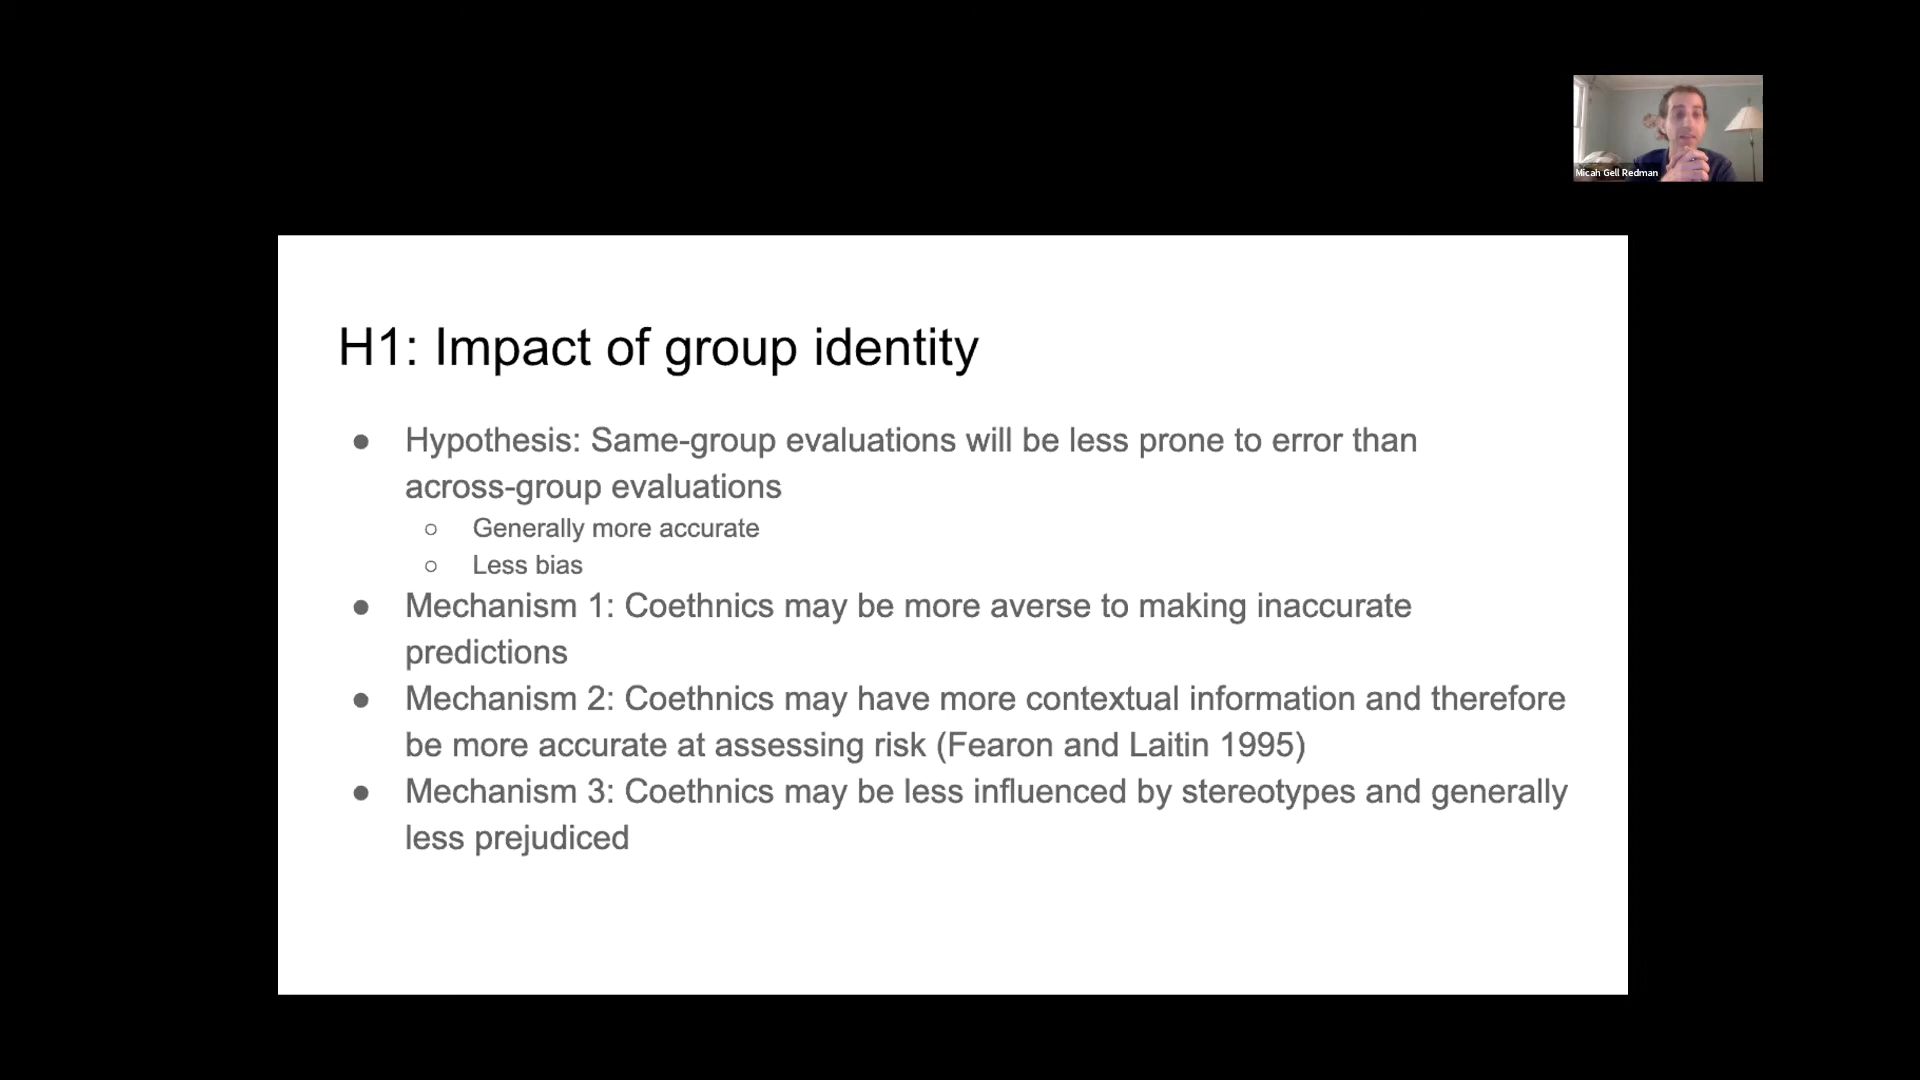 Micah Gell Redman
H1: Impact of group identity
● Hypothesis: Same-group evaluations will be less prone to error than
across-group evaluations
○ Generally more accurate
○ Less bias
● Mechanism 1: Coethnics may be more averse to making inaccurate
predictions
● Mechanism 2: Coethnics may have more contextual information and therefore
be more accurate at assessing risk (Fearon and Laitin 1995)
● Mechanism 3: Coethnics may be less influenced by stereotypes and generally
less prejudiced